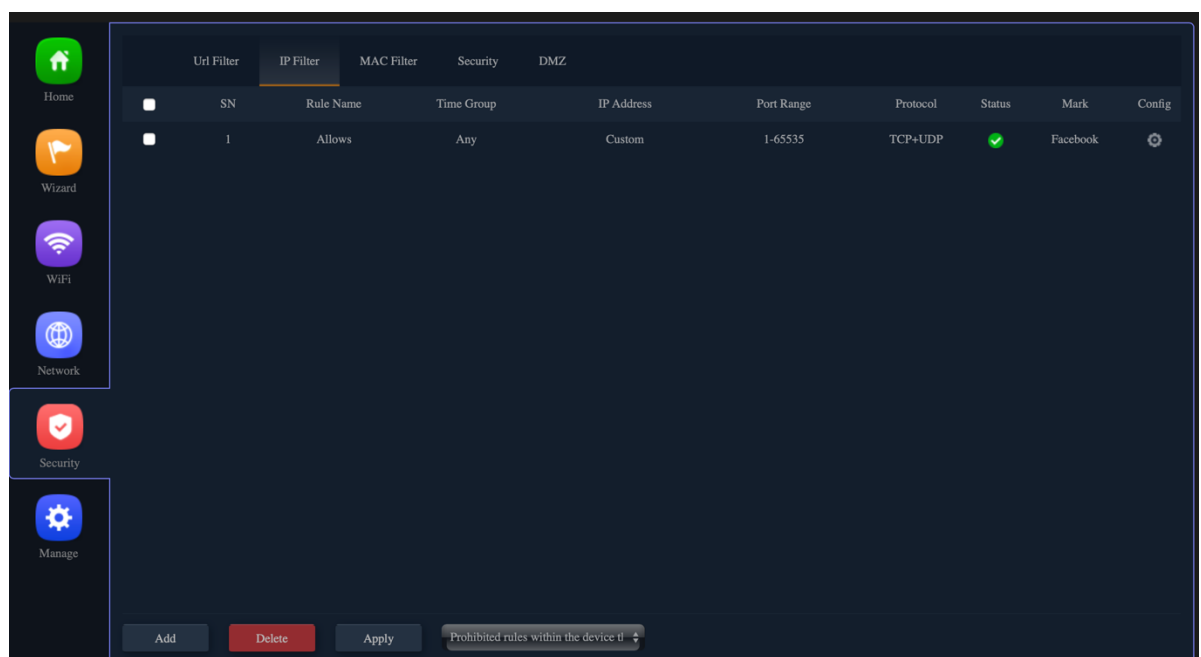 Url Filter IP Filter MAC Filter Security DMZ
SN Rule Name Time Group IP Address Port Range Protocol Status Mark Config
1 Allows Any Custom 1-65535 TCP+UDP Facebook
Home
Wizard
WiFi
Network
Security
Manage
Add Delete Apply Prohibited rules within the device